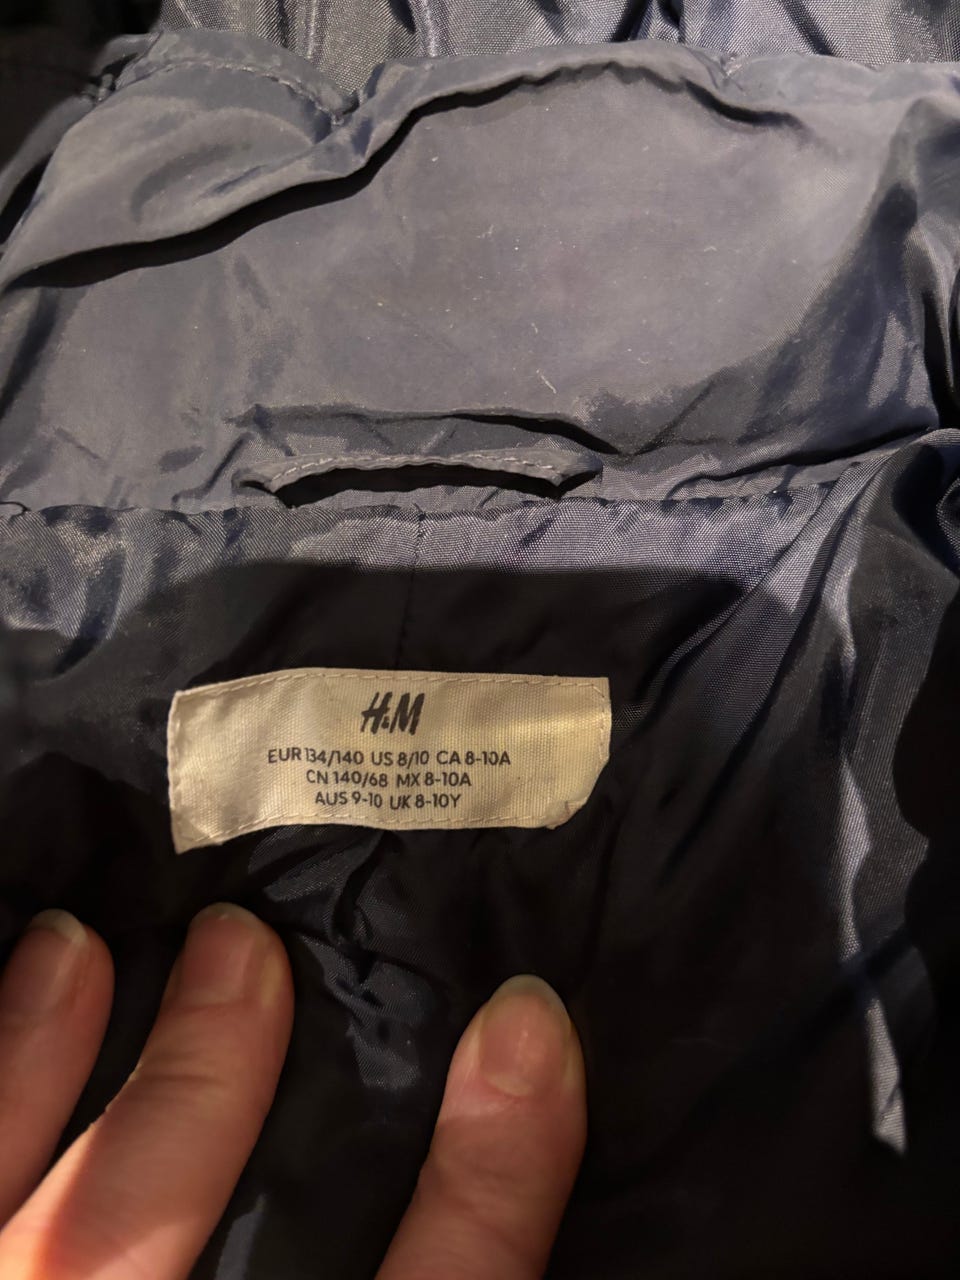 H&M
EUR 134/140 US 8/10 CA 8-10A
CN 140/68 MX 8-10A
AUS 9-10 UK 8-10Y